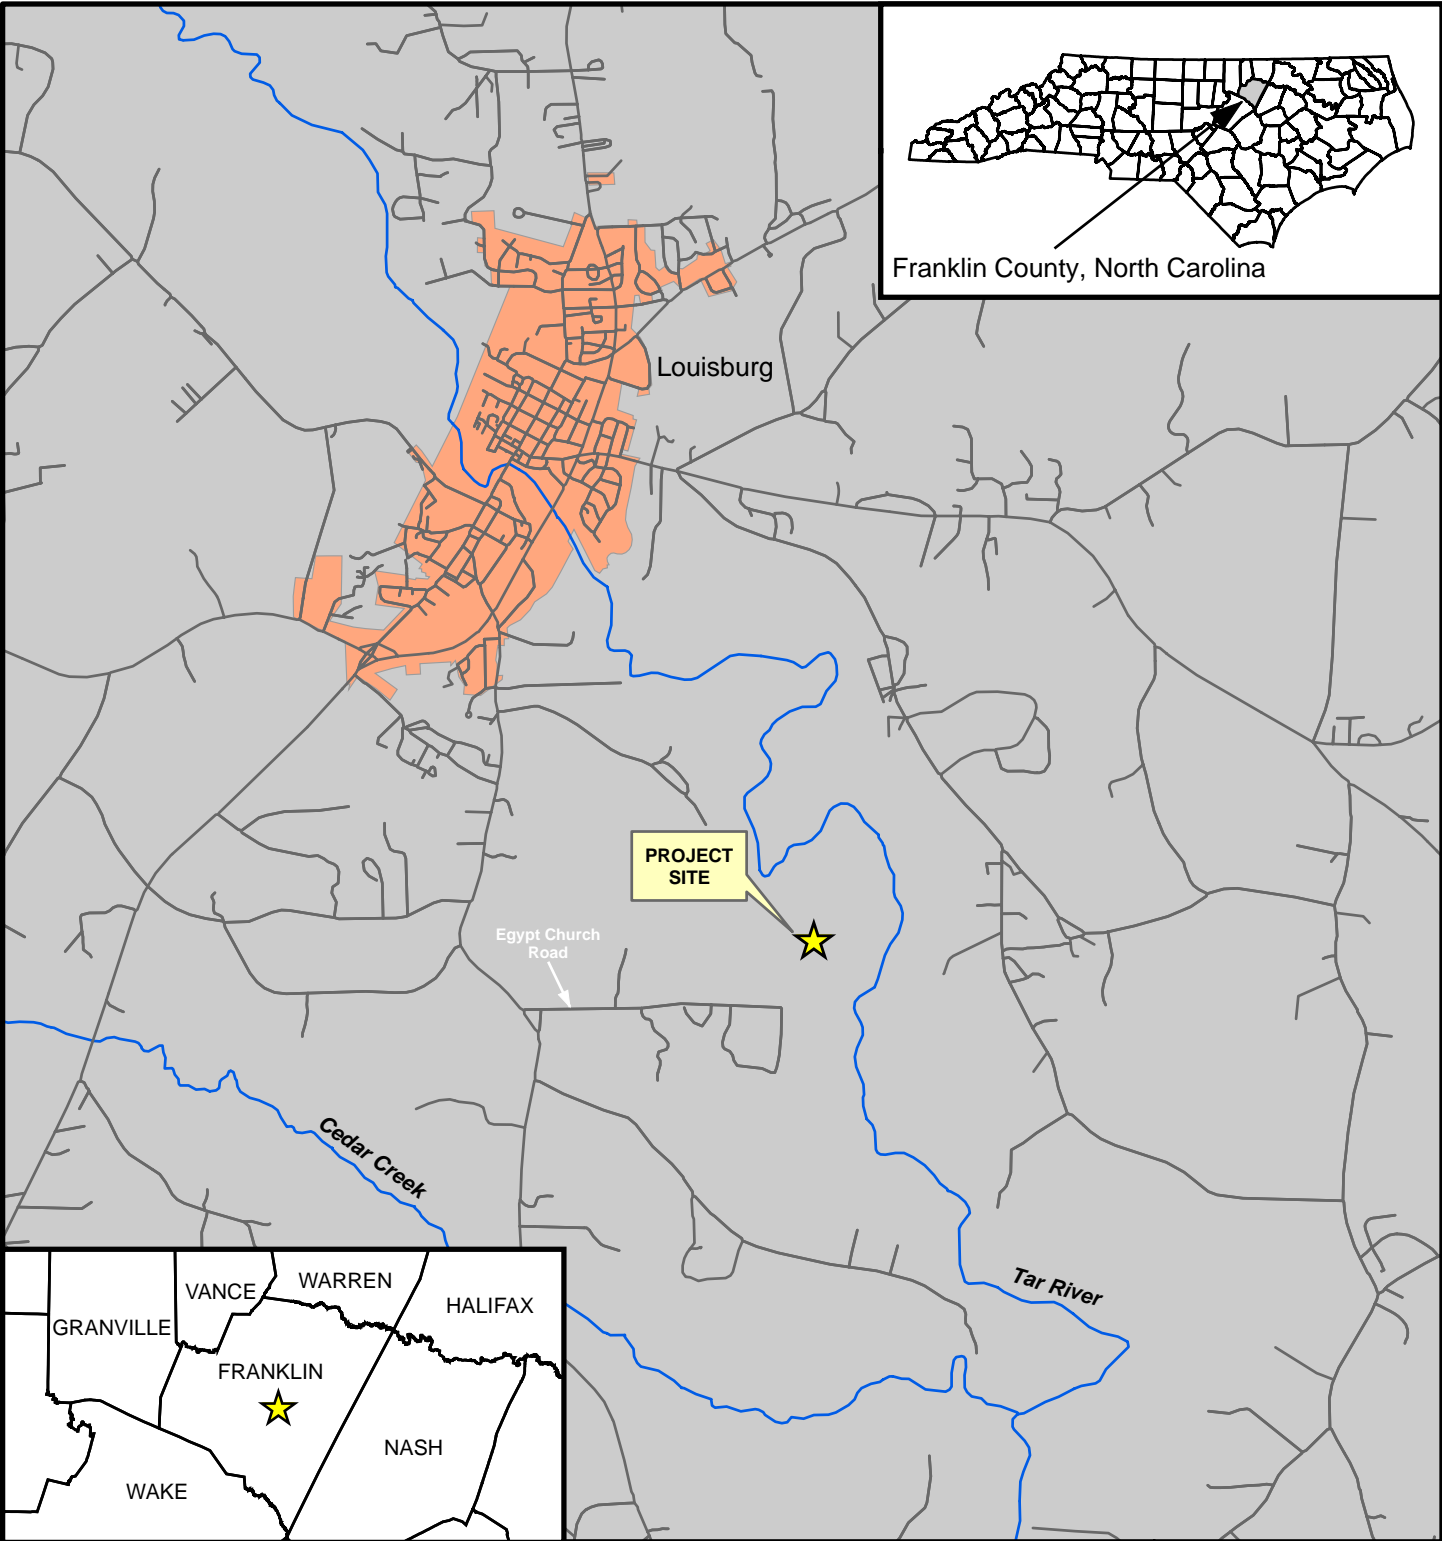 Franklin County, North Carolina
Louisburg
PROJECT
SITE
Egypt Church
Road
Cedar Creek
Tar River
VANCE
WARREN
HALIFAX
GRANVILLE
FRANKLIN
NASH
WAKE